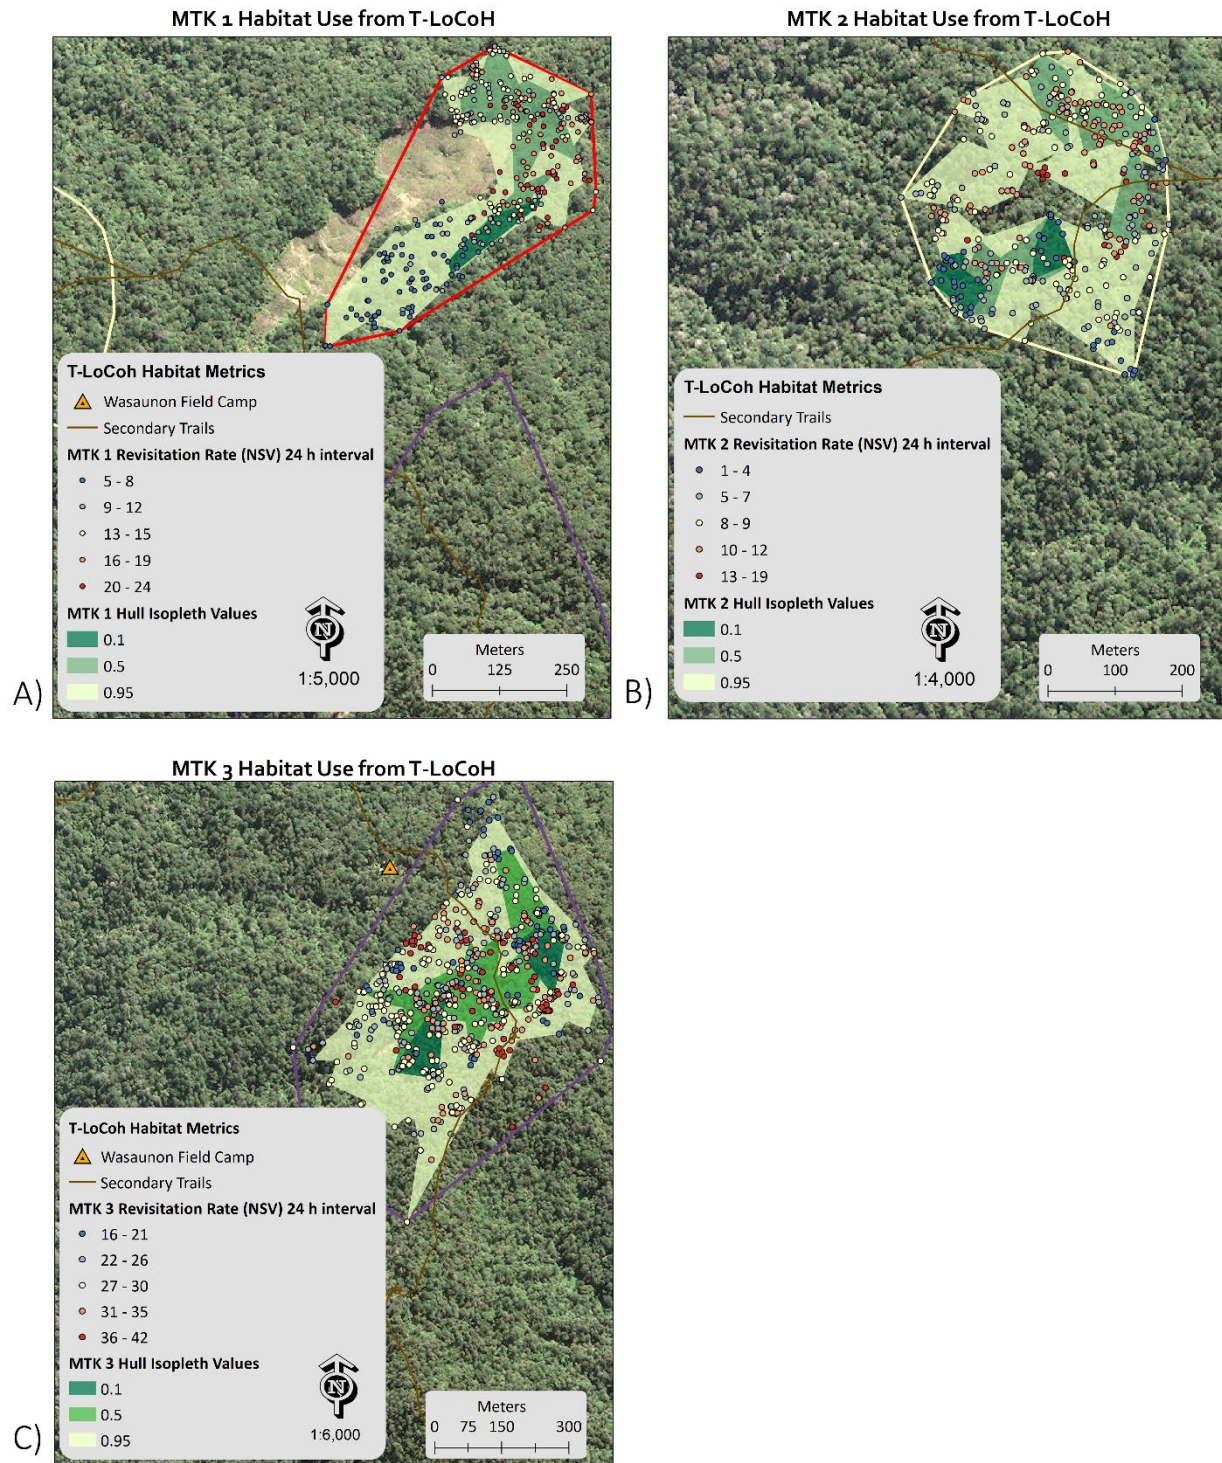 MTK 1 Habitat Use from T-LoCoH
T-LoCoh Habitat Metrics
Wasaunon Field Camp
Secondary Trails
MTK 1 Revisitation Rate (NSV) 24 h interval
5 - 8
9 - 12
13 - 15
16 - 19
20 - 24
MTK 1 Hull Isopleth Values
0.1
0.5
0.95
N
1:5,000
Meters
0 125 250
A)
MTK 2 Habitat Use from T-LoCoH
T-LoCoh Habitat Metrics
Secondary Trails
MTK 2 Revisitation Rate (NSV) 24 h interval
1 - 4
5 - 7
8 - 9
10 - 12
13 - 19
MTK 2 Hull Isopleth Values
0.1
0.5
0.95
N
1:4,000
Meters
0 100 200
B)
MTK 3 Habitat Use from T-LoCoH
T-LoCoh Habitat Metrics
Wasaunon Field Camp
Secondary Trails
MTK 3 Revisitation Rate (NSV) 24 h interval
16 - 21
22 - 26
27 - 30
31 - 35
36 - 42
MTK 3 Hull Isopleth Values
0.1
0.5
0.95
N
1:6,000
Meters
0 75 150 300
C)